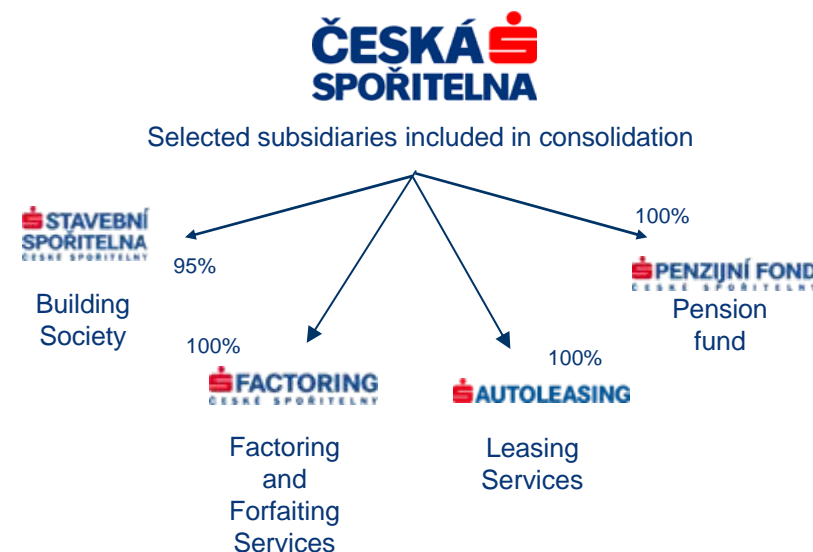 ČESKÁ
SPOŘITELNA
Selected subsidiaries included in consolidation
STAVEBNÍ
SPOŘITELNA
ČESKÉ SPOŘITELNY
95%
Building
Society
100%
FACTORING
ČESKÉ SPOŘITELNY
Factoring
and
Forfaiting
Services
100%
AUTOLEASING
Leasing
Services
100%
PENZIJNÍ FOND
ČESKÉ SPOŘITELNY
Pension
fund